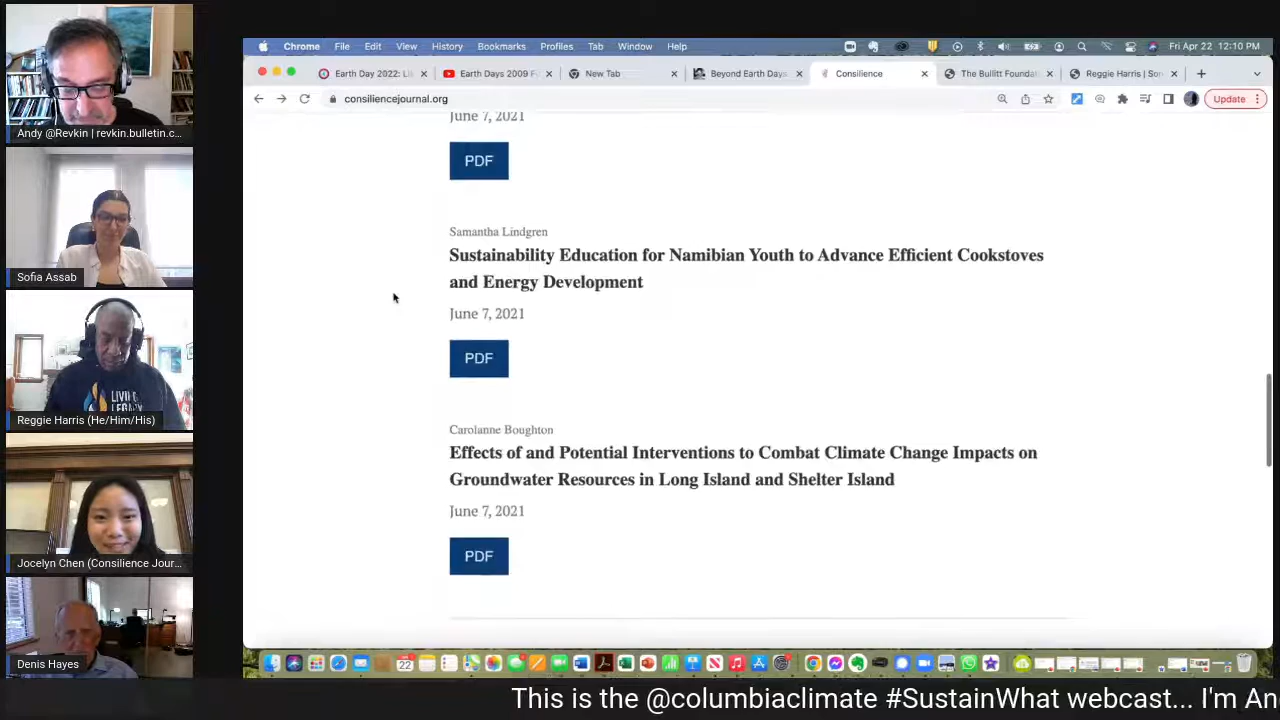 Andy @Revkin | revkin.bulletin.c...
Sofia Assab
LIVING
LEGACY
Reggie Harris (He/Him/His)
Jocelyn Chen (Consilience Jour...
Denis Hayes
Chrome File Edit View History Bookmarks Profiles Tab Window Help Fri Apr 22 12:10 PM
Earth Day 2022: Li Earth Days 2009 F New Tab Beyond Earth Days Consilience The Bullitt Founda Reggie Harris | Son
consiliencejournal.org Update
June 7, 2021
PDF
Samantha Lindgren
Sustainability Education for Namibian Youth to Advance Efficient Cookstoves
and Energy Development
June 7, 2021
PDF
Carolanne Boughton
Effects of and Potential Interventions to Combat Climate Change Impacts on
Groundwater Resources in Long Island and Shelter Island
June 7, 2021
PDF
22
This is the @columbiaclimate #SustainWhat webcast... I'm An